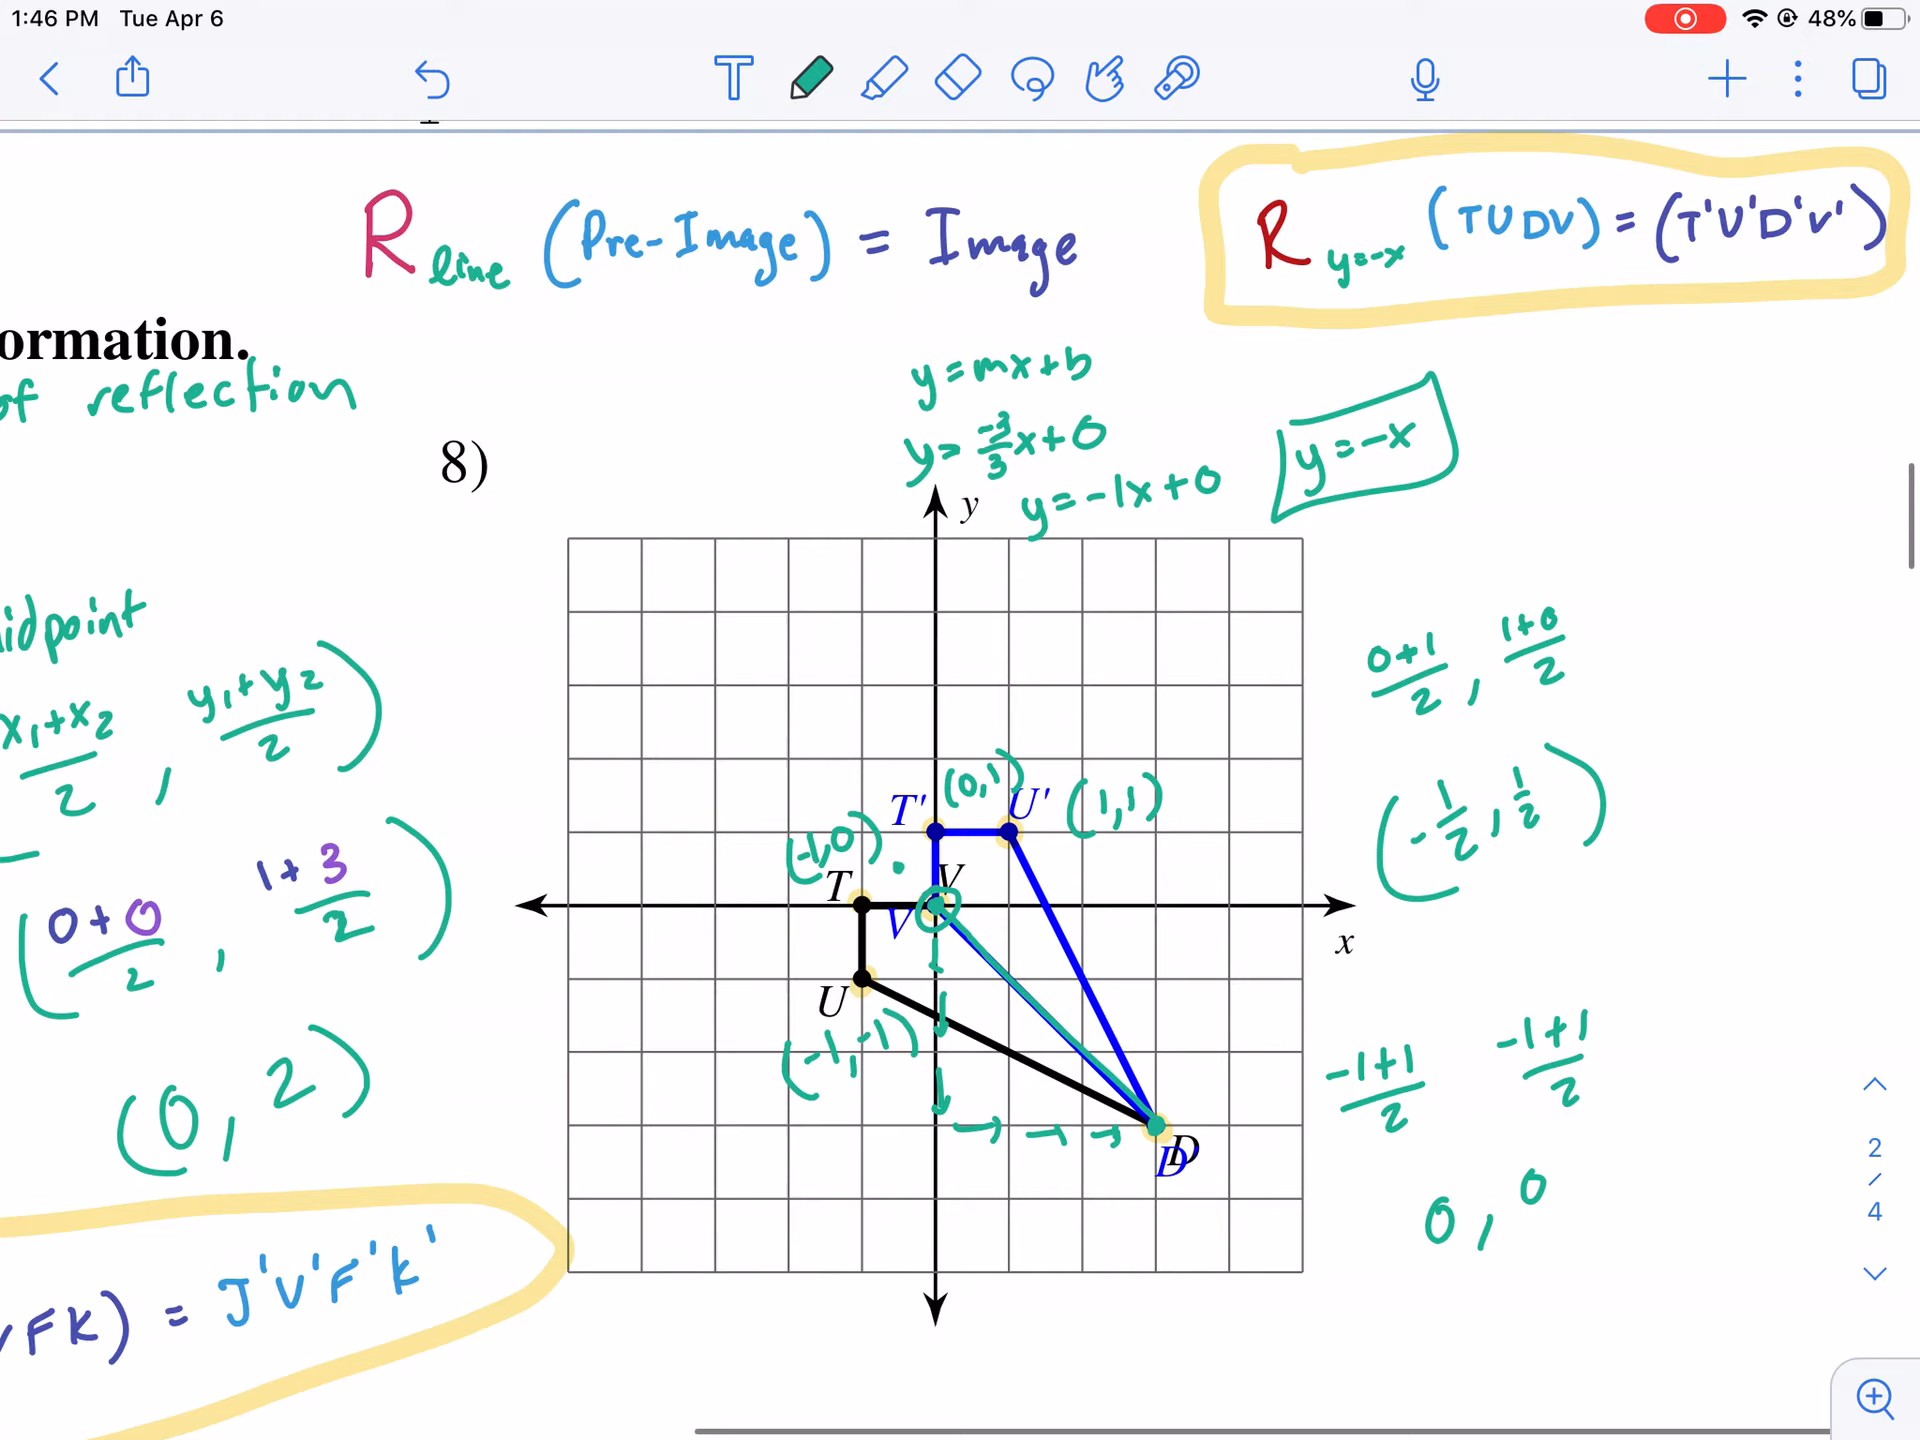 1:46 PM Tue Apr 6
48%
R line (Pre-Image) = Image
R y=-x (TUDV) = (T'U'D'V')
ormation.
of reflection
8)
y=mx+b
y= -3/3 x+0
y=-1x+0
y=-x
y
idpoint
x₁+x₂/2 , y₁+y₂/2 )
( 0+0/2 , 1+3/2 )
(0, 2)
FK) = J'V'F'K'
0+1/2 , 1+0/2
(-1/2, 1/2)
(0,1)
T'
U'
(1,1)
(-1,0)
T
V
V
x
U
(-1,-1)
D
D
-1+1/2 -1+1/2
0, 0
2
/
4